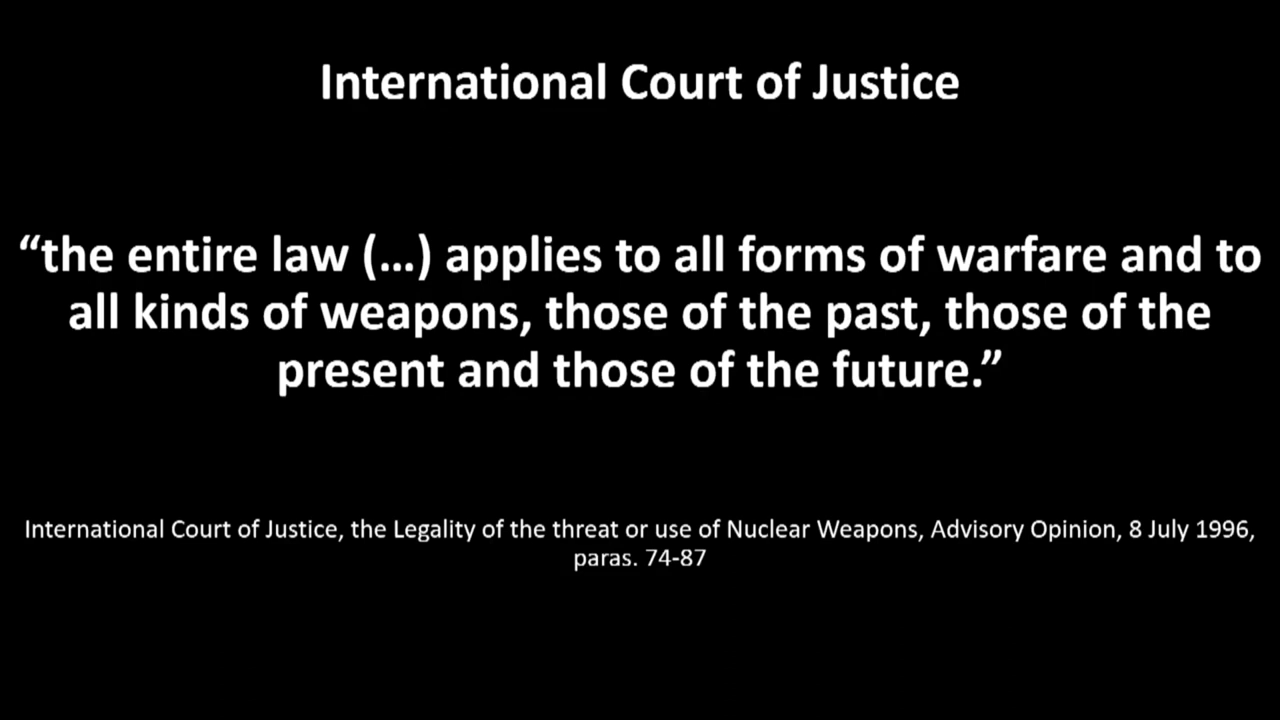 International Court of Justice
“the entire law (...) applies to all forms of warfare and to
all kinds of weapons, those of the past, those of the
present and those of the future.”
International Court of Justice, the Legality of the threat or use of Nuclear Weapons, Advisory Opinion, 8 July 1996,
paras. 74-87